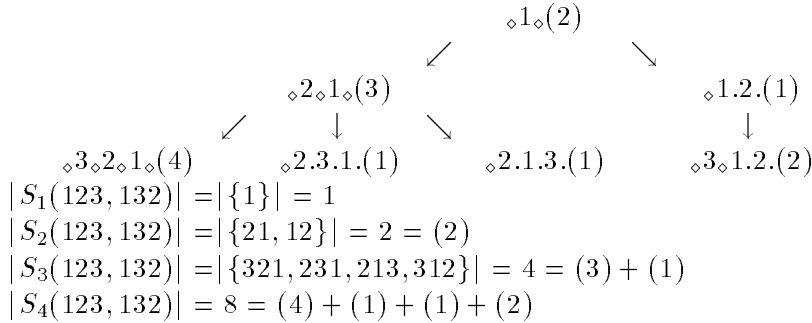 ⋄1⋄(2)
↙ ↘
⋄2⋄1⋄(3) ⋄1.2.(1)
↙ ↓ ↘ ↓
⋄3⋄2⋄1⋄(4) ⋄2.3.1.(1) ⋄2.1.3.(1) ⋄3⋄1.2.(2)
| S₁(123, 132)| =| {1}| = 1
| S₂(123, 132)| =| {21, 12}| = 2 = (2)
| S₃(123, 132)| =| {321, 231, 213, 312}| = 4 = (3) + (1)
| S₄(123, 132)| = 8 = (4) + (1) + (1) + (2)